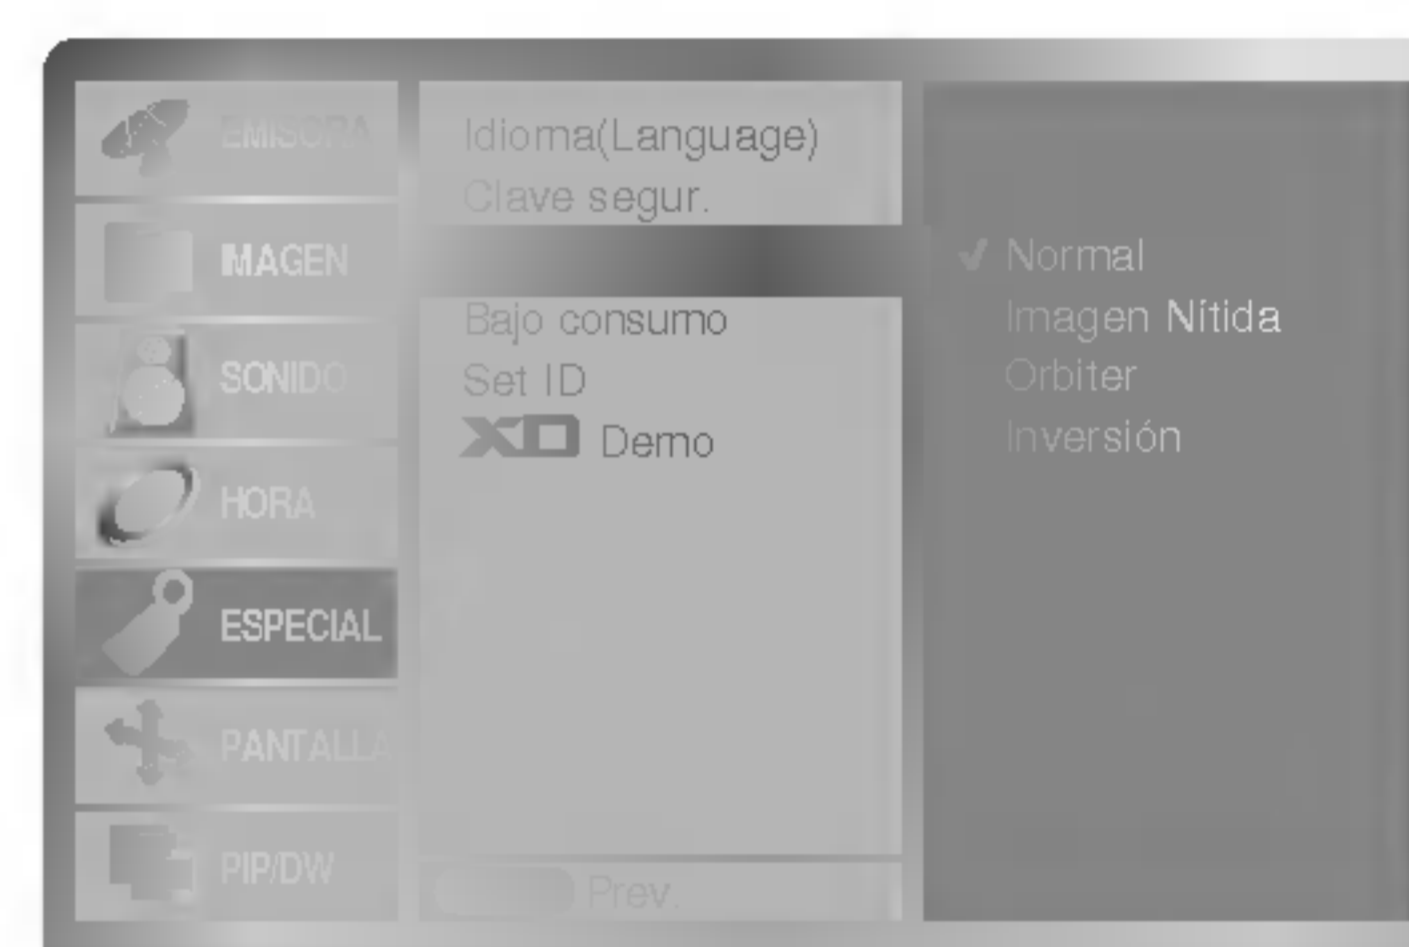 EMISORA
IMAGEN
SONIDO
HORA
ESPECIAL
PANTALLA
PIP/DW
Idioma(Language)
Clave segur.
Bajo consumo
Set ID
XD Demo
Prev.
Normal
Imagen Nítida
Orbiter
Inversión